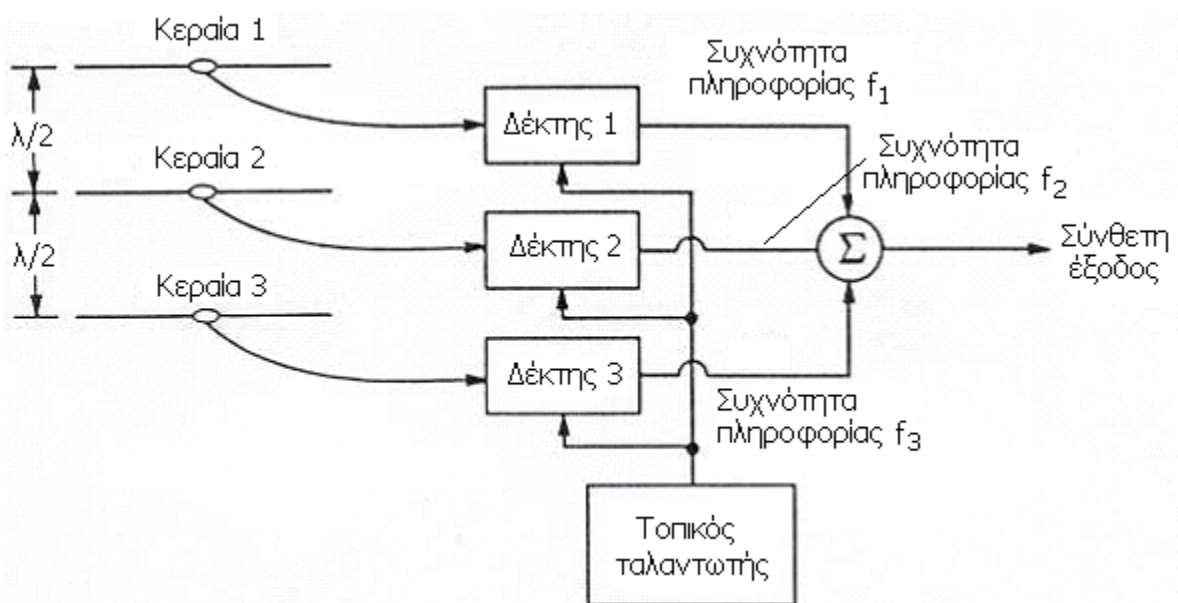 Κεραία 1
Συχνότητα
πληροφορίας f₁
λ/2
Δέκτης 1
Κεραία 2
Συχνότητα
πληροφορίας f₂
λ/2
Δέκτης 2
Σ
Σύνθετη
έξοδος
Κεραία 3
Δέκτης 3
Συχνότητα
πληροφορίας f₃
Τοπικός
ταλαντωτής